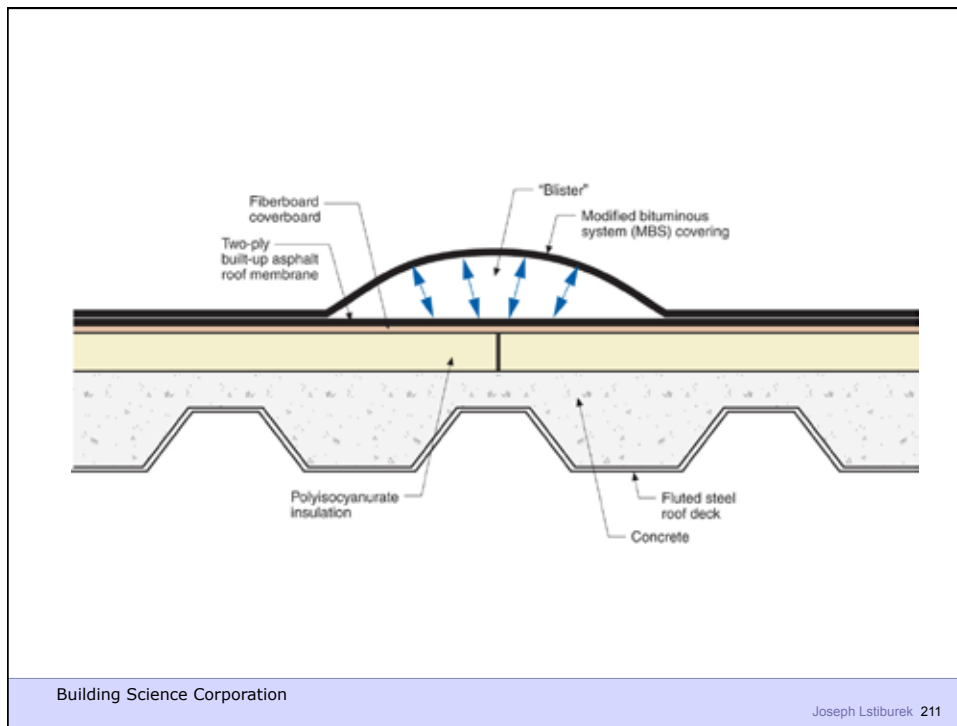 "Blister"
Fiberboard
coverboard
Modified bituminous
system (MBS) covering
Two-ply
built-up asphalt
roof membrane
Polyisocyanurate
insulation
Fluted steel
roof deck
Concrete
Building Science Corporation
Joseph Lstiburek 211